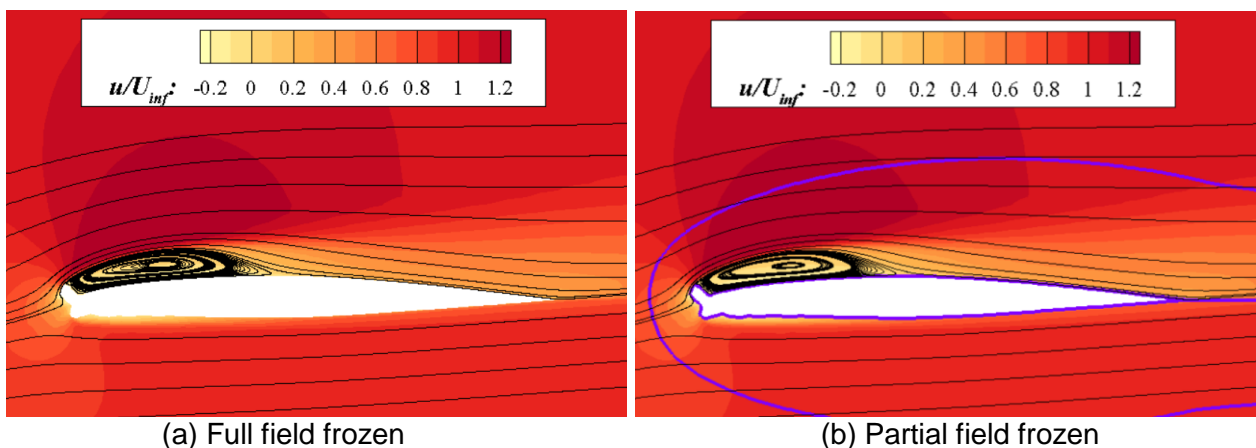 u/U_inf: -0.2 0 0.2 0.4 0.6 0.8 1 1.2
u/U_inf: -0.2 0 0.2 0.4 0.6 0.8 1 1.2
(a) Full field frozen
(b) Partial field frozen